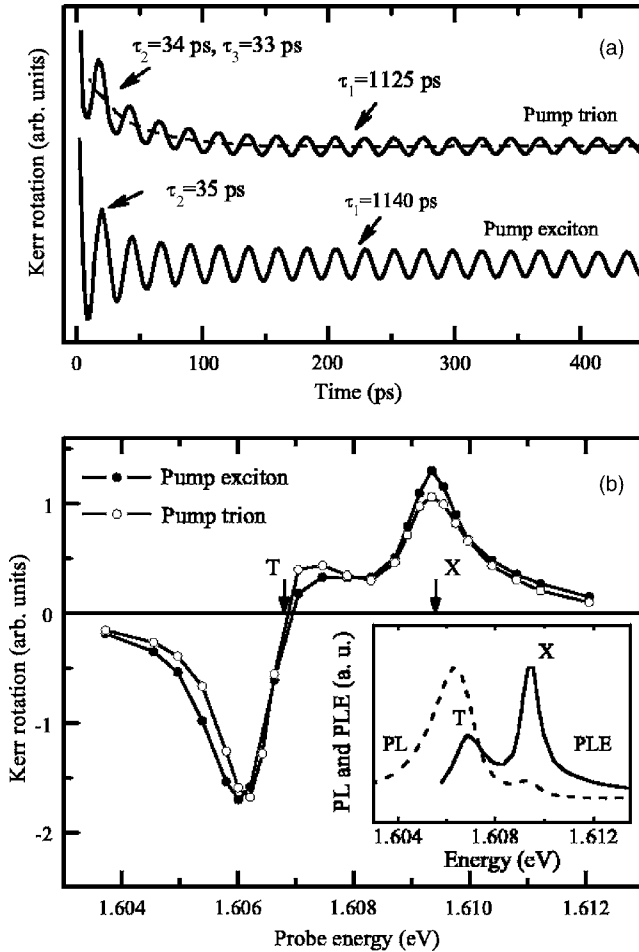 (a)
τ2=34 ps, τ3=33 ps
τ1=1125 ps
Pump trion
τ2=35 ps
τ1=1140 ps
Pump exciton
Kerr rotation (arb. units)
0 100 200 300 400
Time (ps)
(b)
Pump exciton
Pump trion
T
X
1
0
-1
-2
Kerr rotation (arb. units)
X
T
PL
PLE
PL and PLE (a. u.)
1.604 1.608 1.612
Energy (eV)
1.604 1.606 1.608 1.610 1.612
Probe energy (eV)